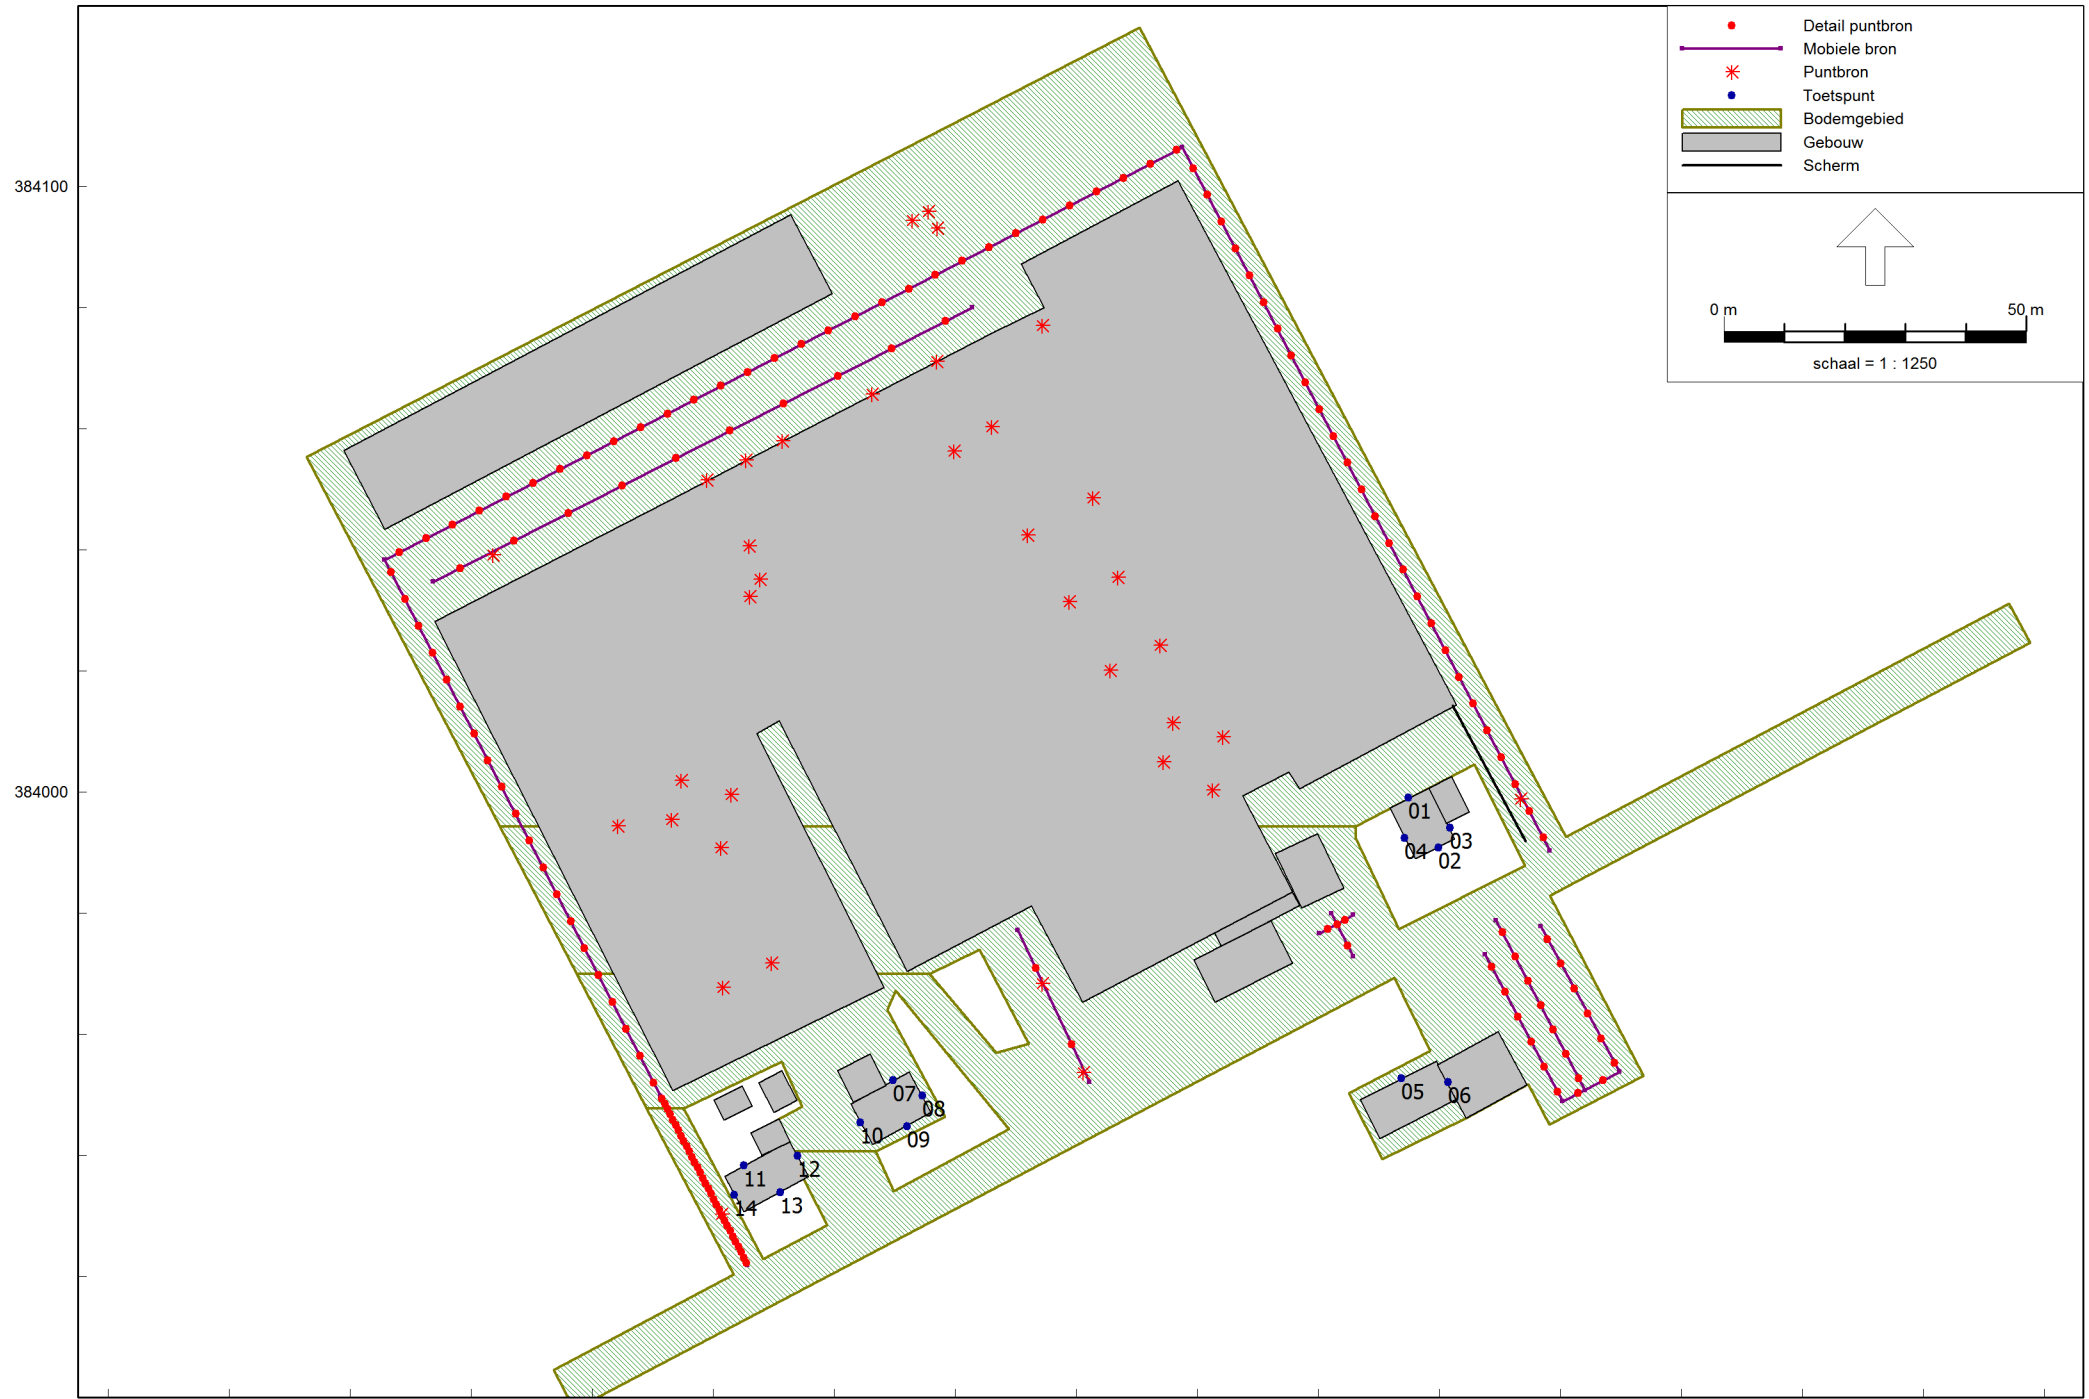 Detail puntbron
Mobiele bron
Puntbron
Toetspunt
Bodemgebied
Gebouw
Scherm
384100
0 m 50 m
schaal = 1 : 1250
384000
01
03
04
02
05
06
07
08
10
09
11
12
14
13